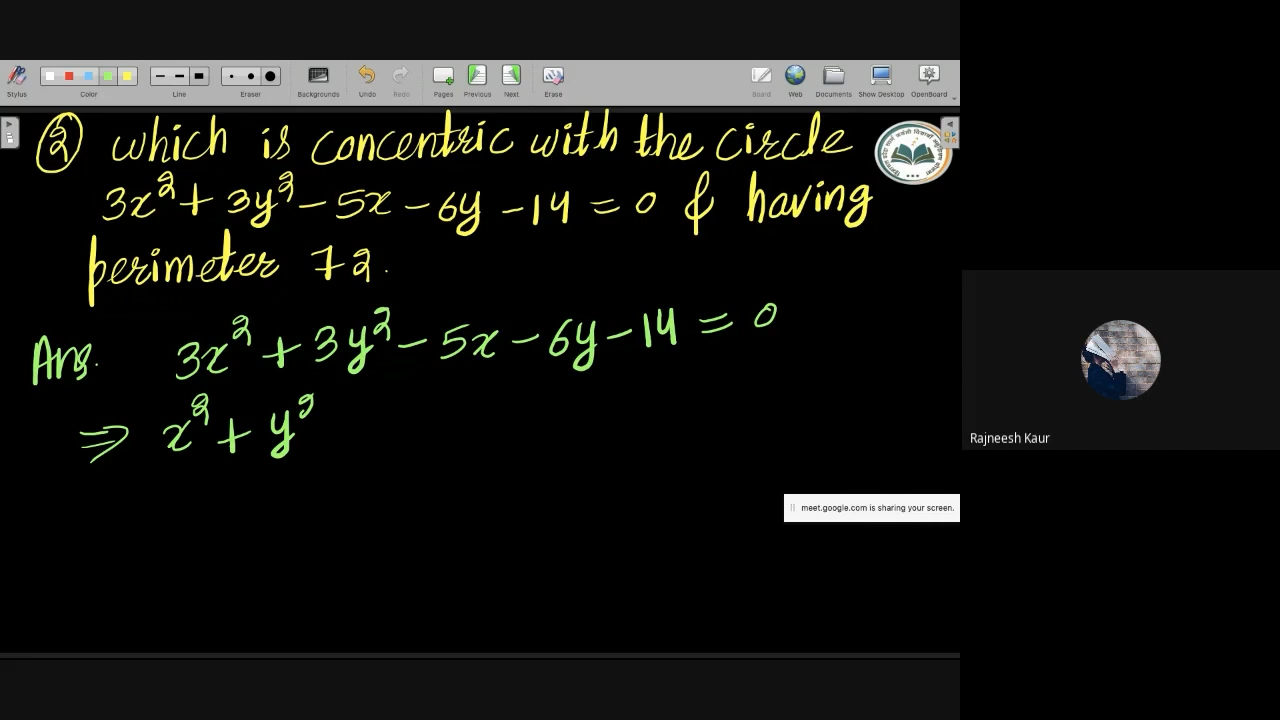 Stylus Color Line Eraser Backgrounds Undo Redo Pages Previous Next Erase Board Web Documents Show Desktop OpenBoard
② which is concentric with the circle
3x² + 3y² - 5x - 6y - 14 = 0 & having
perimeter 72.
Ans. 3x² + 3y² - 5x - 6y - 14 = 0
⇒ x² + y²
Rajneesh Kaur
meet.google.com is sharing your screen.